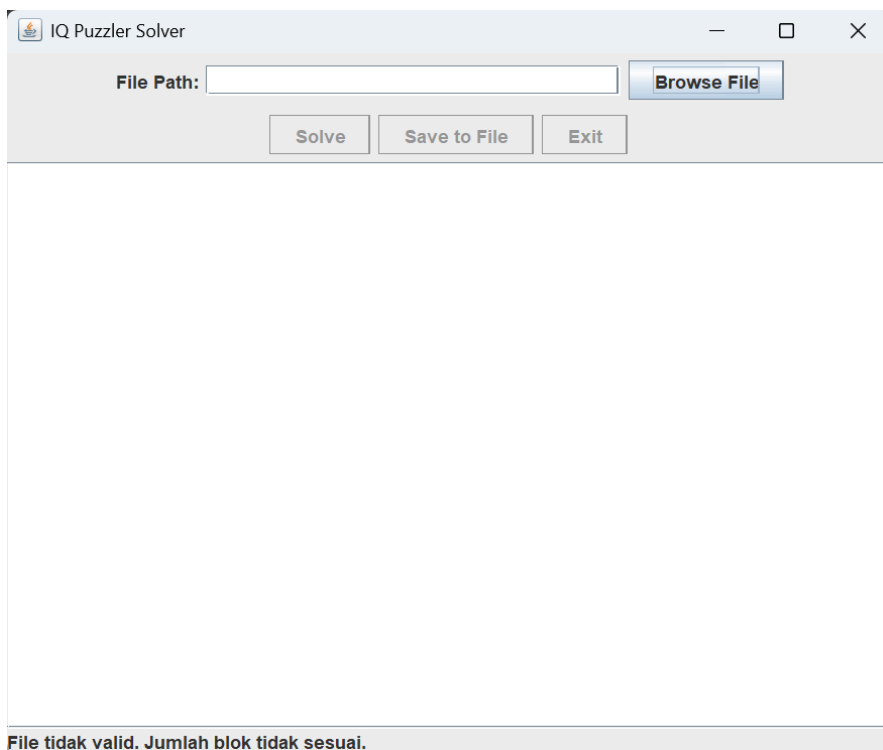 IQ Puzzler Solver
File Path: Browse File
Solve Save to File Exit
File tidak valid. Jumlah blok tidak sesuai.